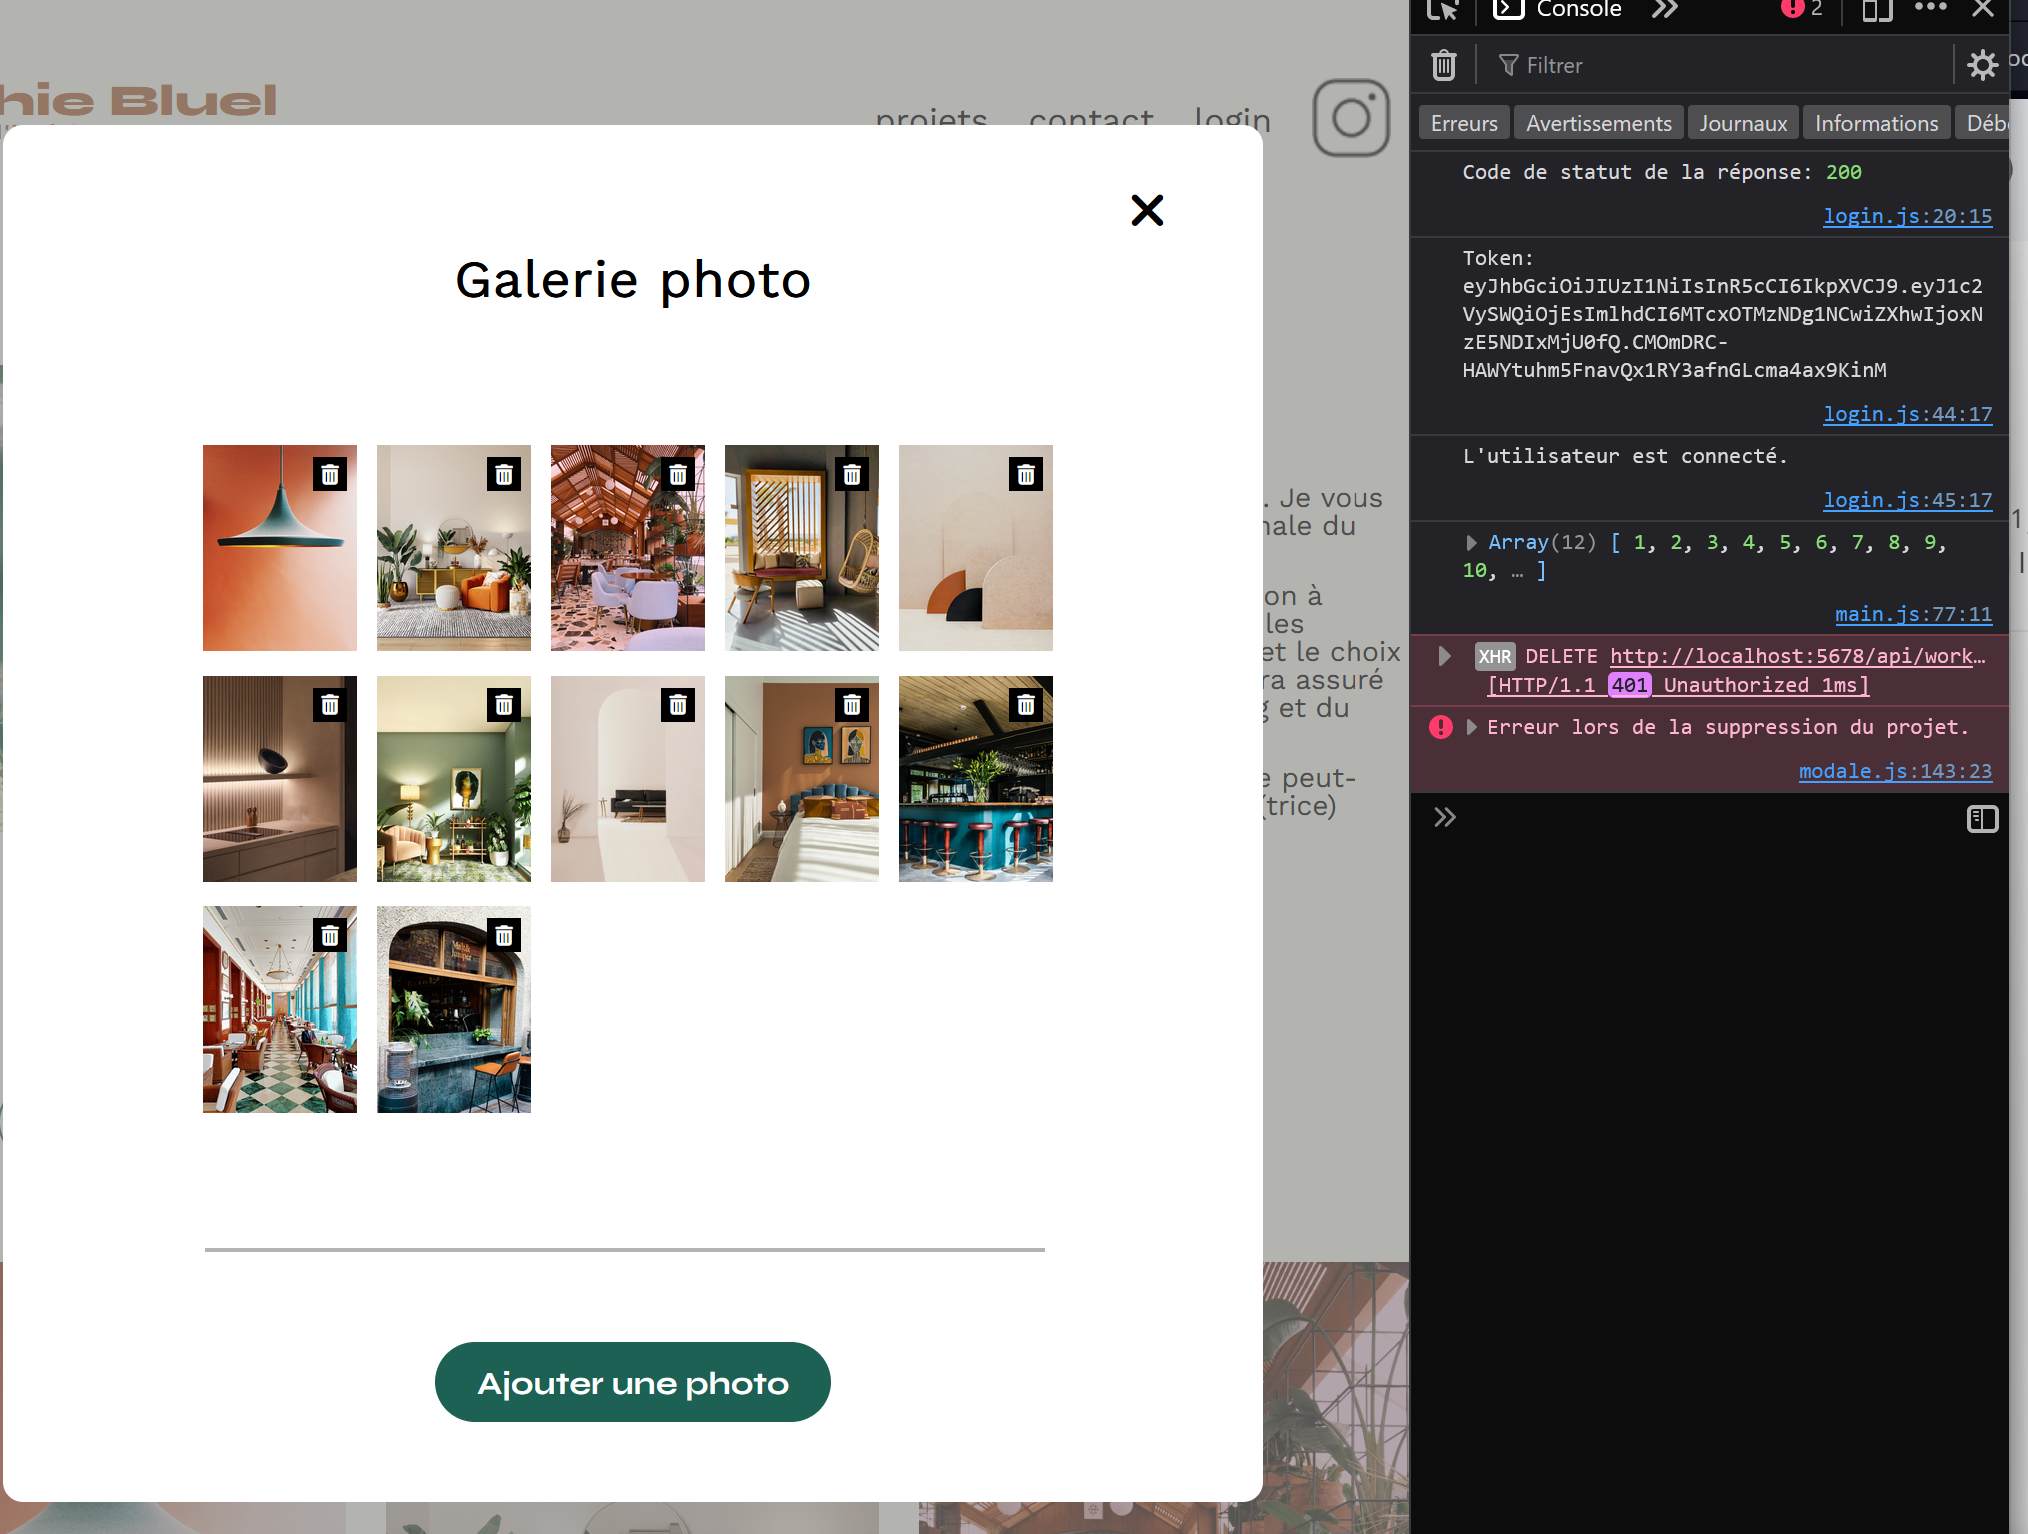 hie Bluel
projets
contact
login
Galerie photo
Ajouter une photo
. Je vous
nale du
on à
les
et le choix
ra assuré
g et du
e peut-
(trice)
Console
2
Filtrer
Erreurs
Avertissements
Journaux
Informations
Déb
Code de statut de la réponse: 200
login.js:20:15
Token:
eyJhbGciOiJIUzI1NiIsInR5cCI6IkpXVCJ9.eyJ1c2
VySWQiOjEsImlhdCI6MTcxOTMzNDg1NCwiZXhwIjoxN
zE5NDIxMjU0fQ.CMOmDRC-
HAWYtuhm5FnavQx1RY3afnGLcma4ax9KinM
login.js:44:17
L'utilisateur est connecté.
login.js:45:17
Array(12) [ 1, 2, 3, 4, 5, 6, 7, 8, 9,
10, … ]
main.js:77:11
XHR DELETE http://localhost:5678/api/work…
[HTTP/1.1 401 Unauthorized 1ms]
Erreur lors de la suppression du projet.
modale.js:143:23